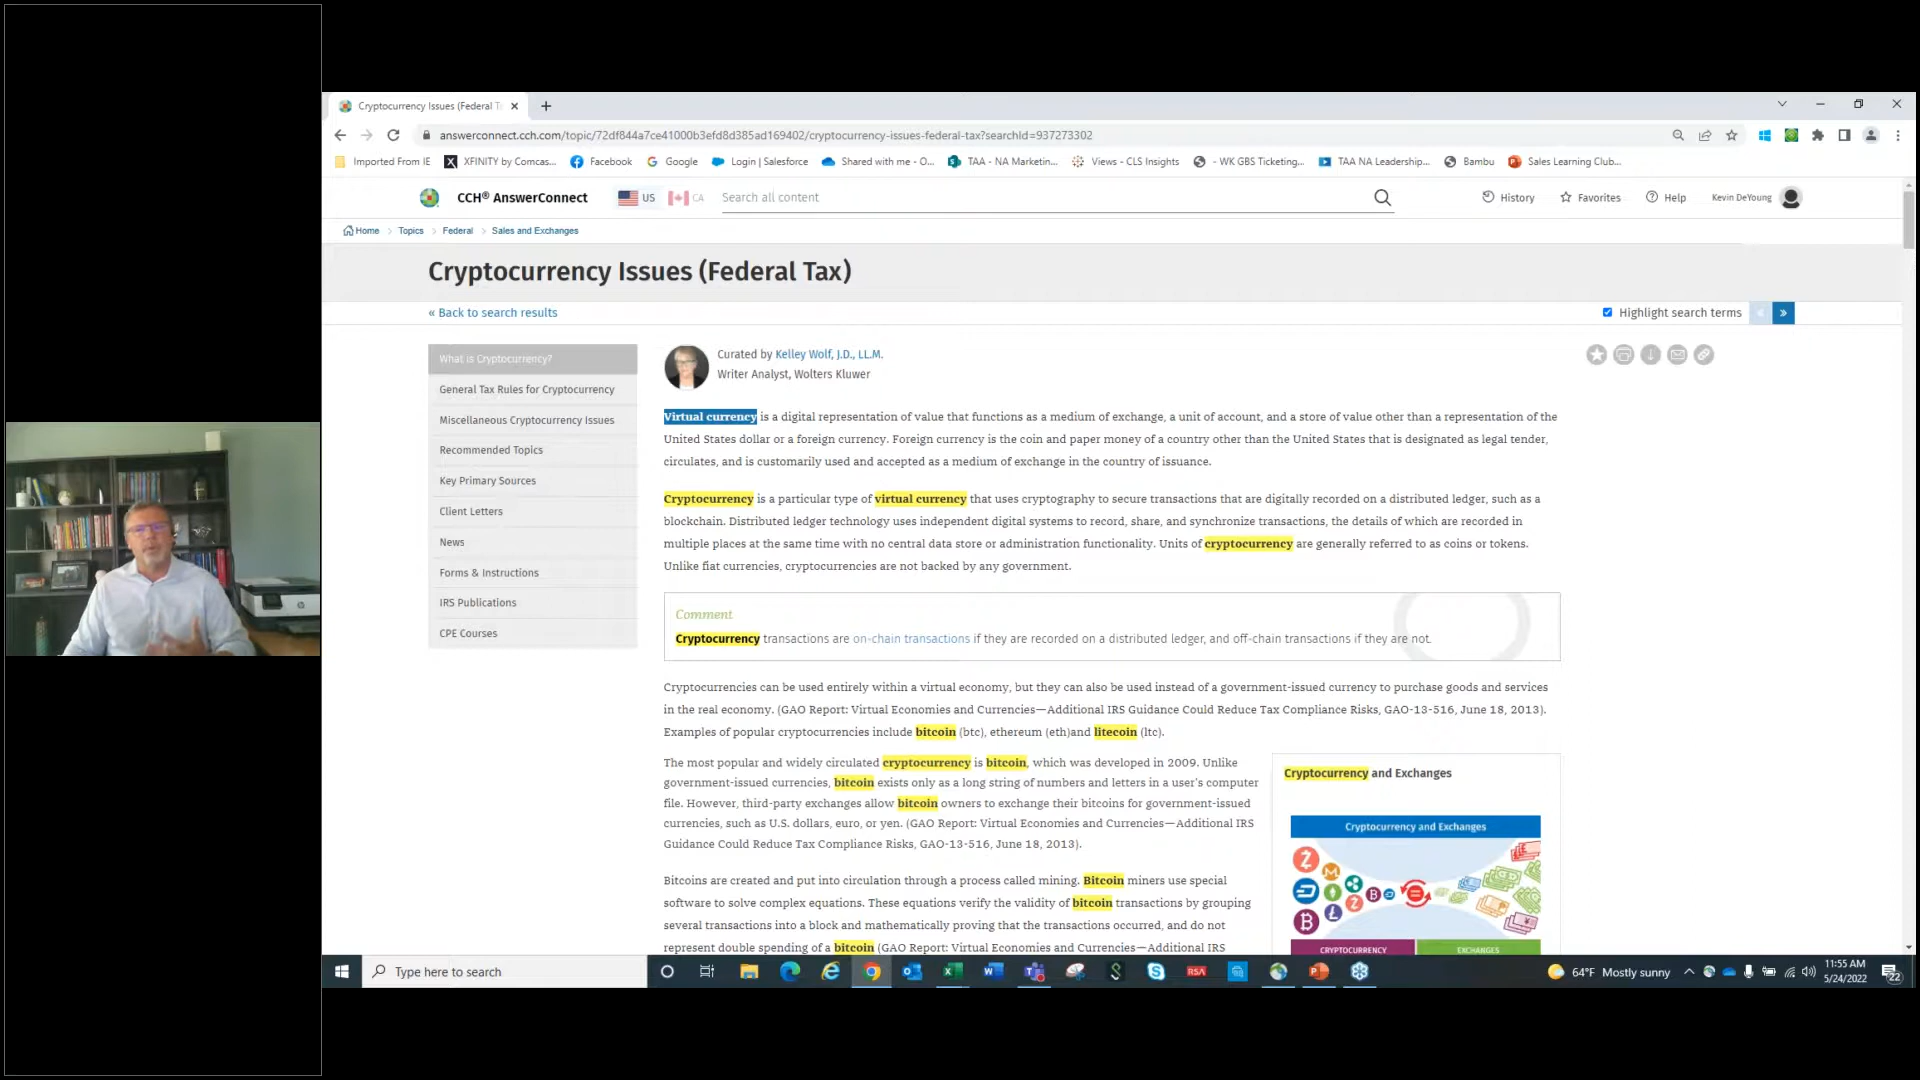 Cryptocurrency Issues (Federal T
answerconnect.cch.com/topic/72df844a7ce41000b3efd8d385ad169402/cryptocurrency-issues-federal-tax?searchId=937273302
Imported From IE XFINITY by Comcas... Facebook Google Login | Salesforce Shared with me - O... TAA - NA Marketin... Views - CLS Insights - WK GBS Ticketing... TAA NA Leadership... Bambu Sales Learning Club...
CCH® AnswerConnect US CA Search all content History Favorites Help Kevin DeYoung
Home > Topics > Federal > Sales and Exchanges
Cryptocurrency Issues (Federal Tax)
« Back to search results Highlight search terms « »
What is Cryptocurrency?
General Tax Rules for Cryptocurrency
Miscellaneous Cryptocurrency Issues
Recommended Topics
Key Primary Sources
Client Letters
News
Forms & Instructions
IRS Publications
CPE Courses
Curated by Kelley Wolf, J.D., LL.M.
Writer Analyst, Wolters Kluwer
Virtual currency is a digital representation of value that functions as a medium of exchange, a unit of account, and a store of value other than a representation of the
United States dollar or a foreign currency. Foreign currency is the coin and paper money of a country other than the United States that is designated as legal tender,
circulates, and is customarily used and accepted as a medium of exchange in the country of issuance.
Cryptocurrency is a particular type of virtual currency that uses cryptography to secure transactions that are digitally recorded on a distributed ledger, such as a
blockchain. Distributed ledger technology uses independent digital systems to record, share, and synchronize transactions, the details of which are recorded in
multiple places at the same time with no central data store or administration functionality. Units of cryptocurrency are generally referred to as coins or tokens.
Unlike fiat currencies, cryptocurrencies are not backed by any government.
Comment
Cryptocurrency transactions are on-chain transactions if they are recorded on a distributed ledger, and off-chain transactions if they are not.
Cryptocurrencies can be used entirely within a virtual economy, but they can also be used instead of a government-issued currency to purchase goods and services
in the real economy. (GAO Report: Virtual Economies and Currencies—Additional IRS Guidance Could Reduce Tax Compliance Risks, GAO-13-516, June 18, 2013).
Examples of popular cryptocurrencies include bitcoin (btc), ethereum (eth)and litecoin (ltc).
The most popular and widely circulated cryptocurrency is bitcoin, which was developed in 2009. Unlike
government-issued currencies, bitcoin exists only as a long string of numbers and letters in a user's computer
file. However, third-party exchanges allow bitcoin owners to exchange their bitcoins for government-issued
currencies, such as U.S. dollars, euro, or yen. (GAO Report: Virtual Economies and Currencies—Additional IRS
Guidance Could Reduce Tax Compliance Risks, GAO-13-516, June 18, 2013).
Bitcoins are created and put into circulation through a process called mining. Bitcoin miners use special
software to solve complex equations. These equations verify the validity of bitcoin transactions by grouping
several transactions into a block and mathematically proving that the transactions occurred, and do not
represent double spending of a bitcoin (GAO Report: Virtual Economies and Currencies—Additional IRS
Cryptocurrency and Exchanges
Cryptocurrency and Exchanges
CRYPTOCURRENCY EXCHANGES
Type here to search RSA 64°F Mostly sunny 11:55 AM
5/24/2022 22